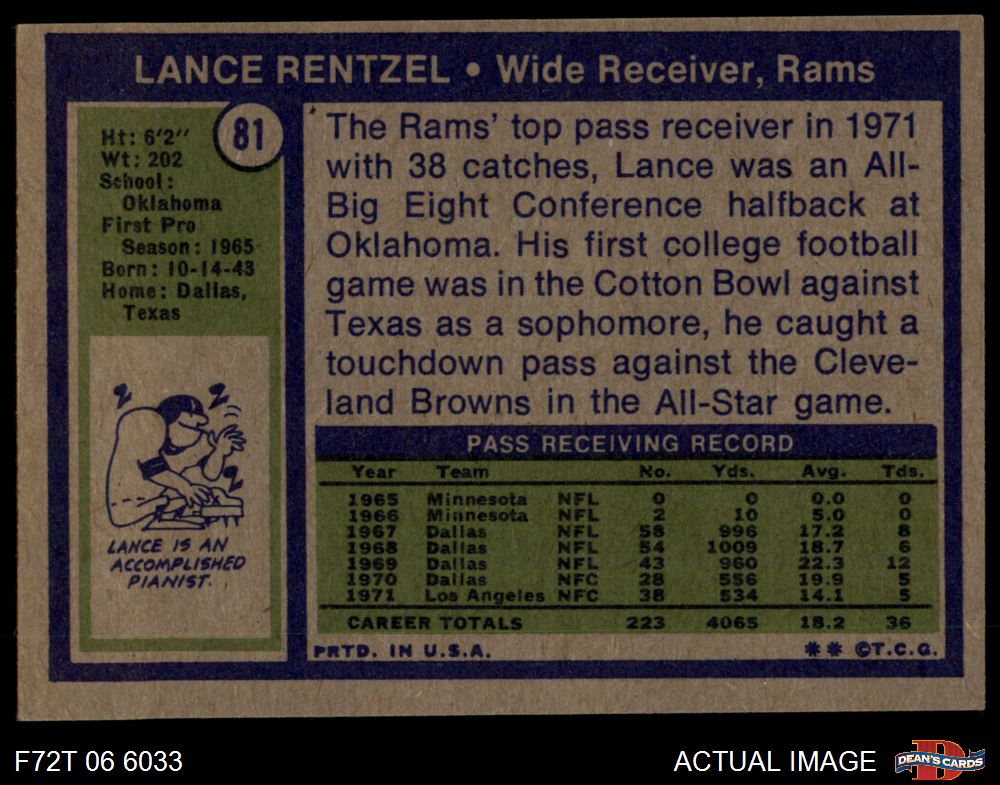 LANCE RENTZEL • Wide Receiver, Rams
81
Ht: 6'2''
Wt: 202
School:
Oklahoma
First Pro
Season: 1965
Born: 10-14-43
Home: Dallas,
Texas
LANCE IS AN
ACCOMPLISHED
PIANIST.
The Rams' top pass receiver in 1971
with 38 catches, Lance was an All-
Big Eight Conference halfback at
Oklahoma. His first college football
game was in the Cotton Bowl against
Texas as a sophomore, he caught a
touchdown pass against the Cleve-
land Browns in the All-Star game.
PASS RECEIVING RECORD
Year Team No. Yds. Avg. Tds.
1965 Minnesota NFL 0 0 0.0 0
1966 Minnesota NFL 2 10 5.0 0
1967 Dallas NFL 58 996 17.2 8
1968 Dallas NFL 54 1009 18.7 6
1969 Dallas NFL 43 960 22.3 12
1970 Dallas NFC 28 556 19.9 5
1971 Los Angeles NFC 38 534 14.1 5
CAREER TOTALS 223 4065 18.2 36
PRTD. IN U.S.A. ** ©T.C.G.
F72T 06 6033 ACTUAL IMAGE D DEAN'S CARDS